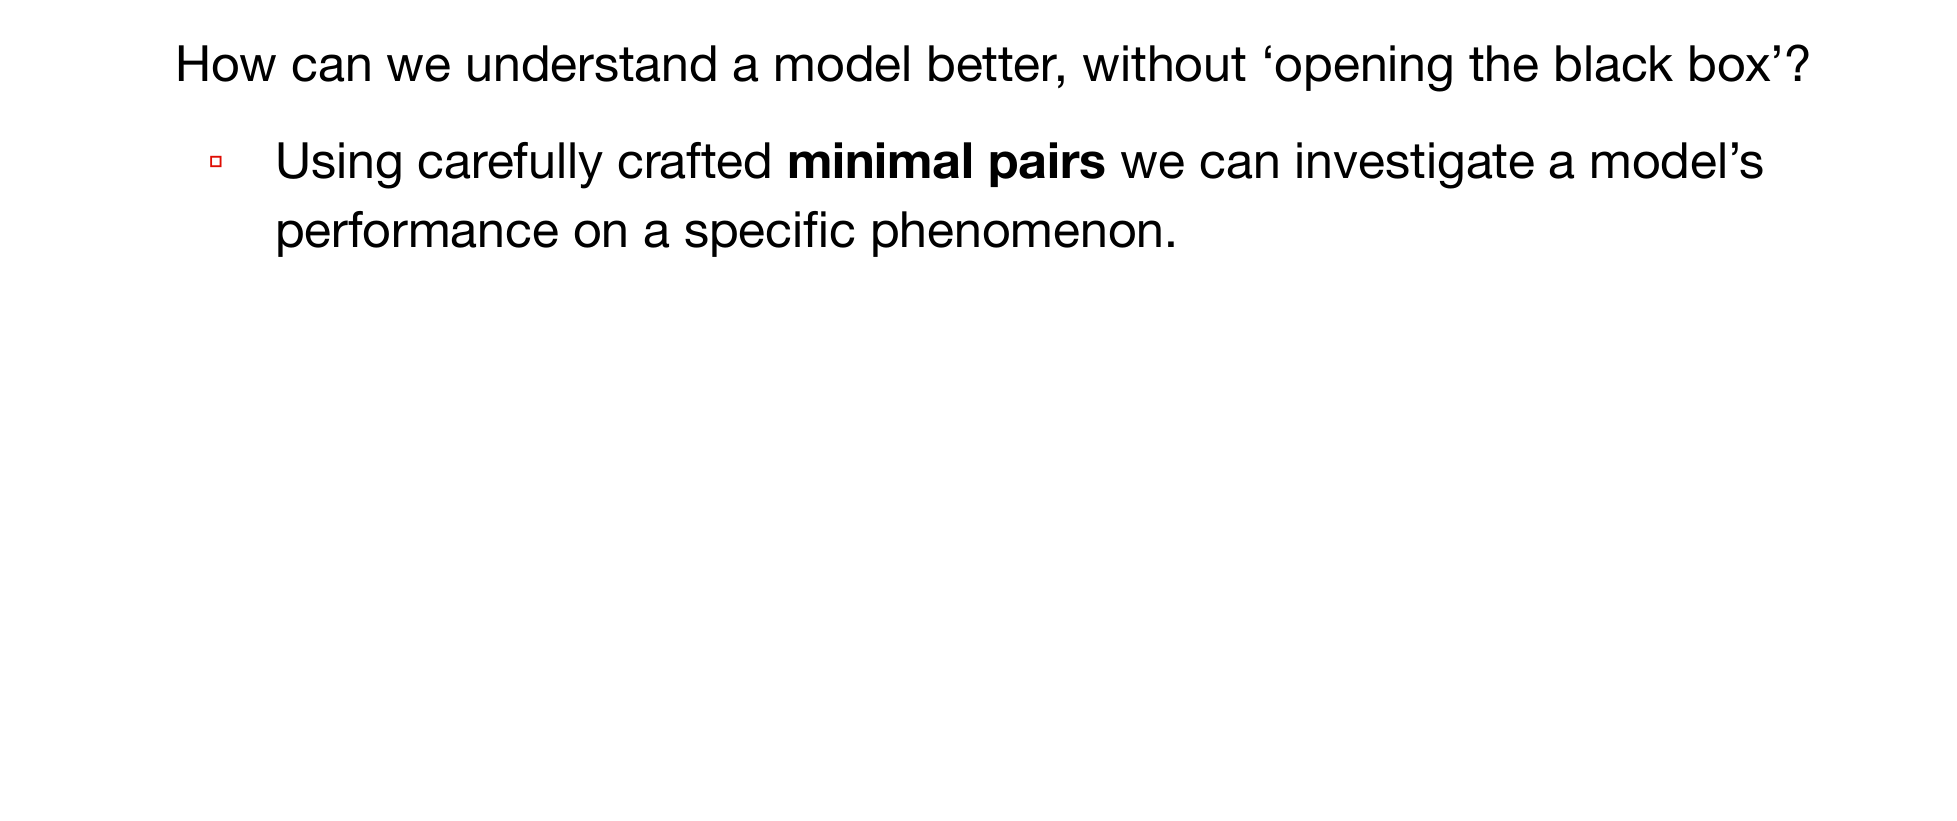 How can we understand a model better, without ‘opening the black box’?
Using carefully crafted minimal pairs we can investigate a model’s
performance on a specific phenomenon.